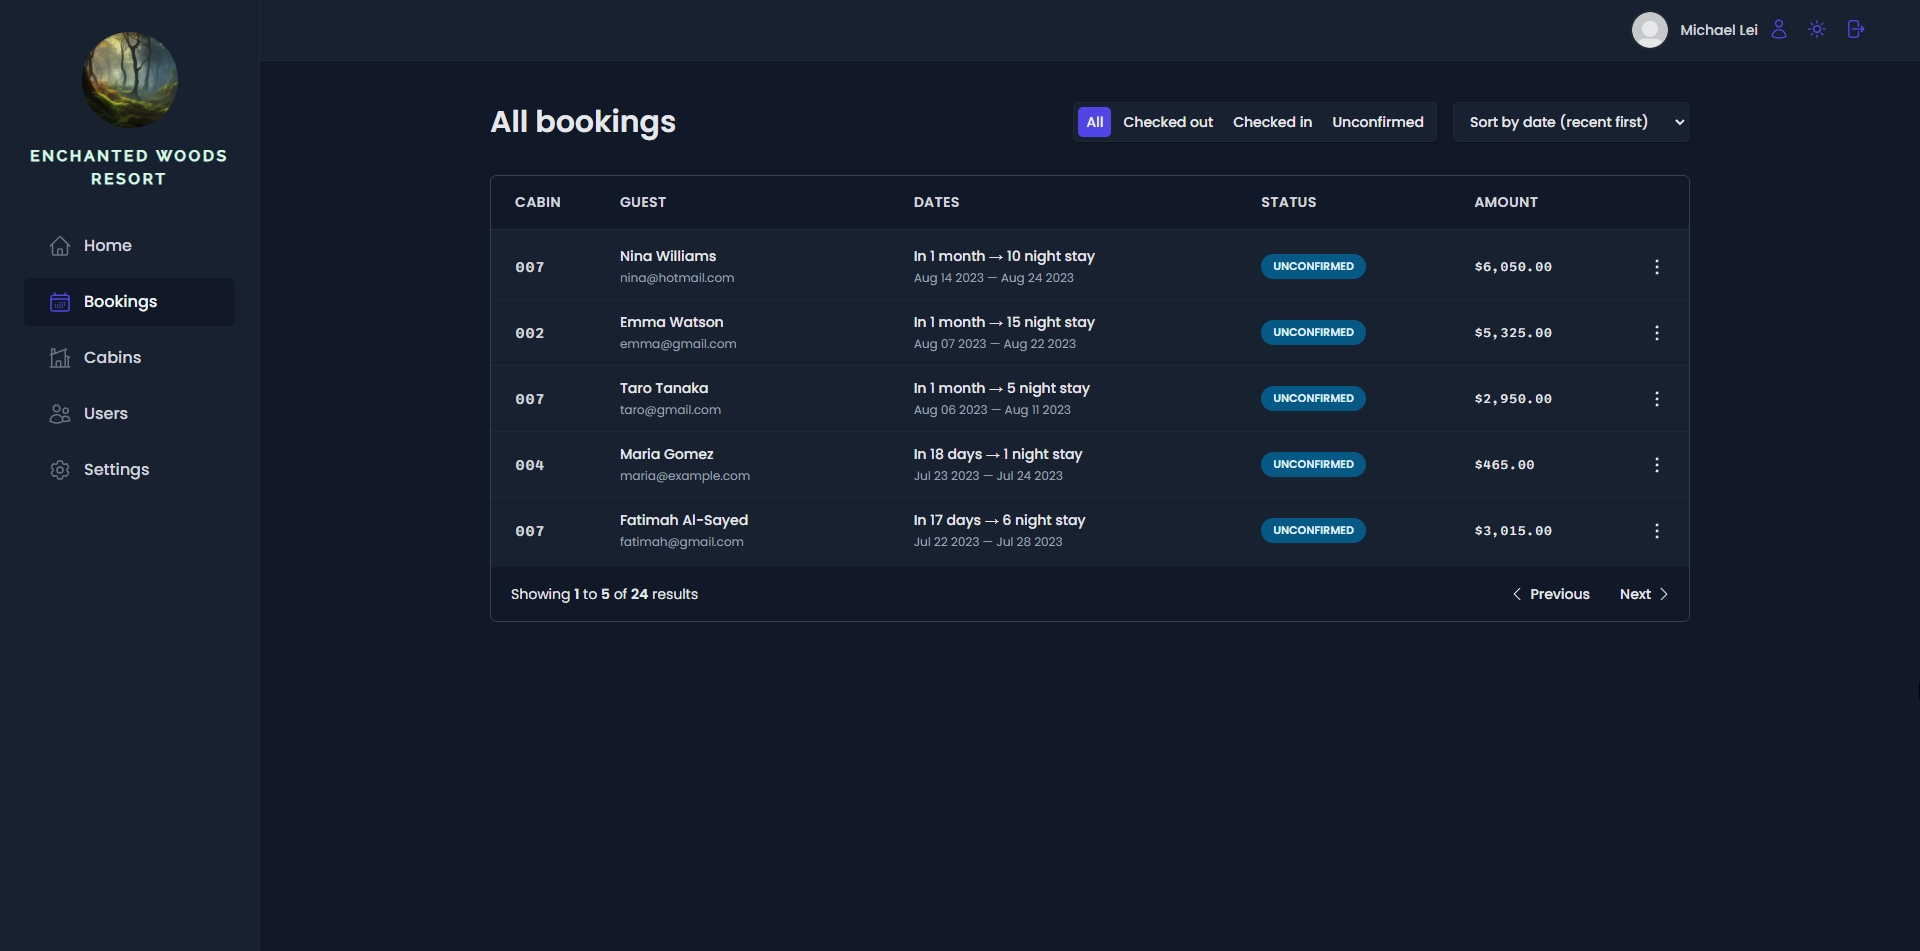 ENCHANTED WOODS
RESORT
Home
Bookings
Cabins
Users
Settings
Michael Lei
All bookings
All Checked out Checked in Unconfirmed Sort by date (recent first)
CABIN GUEST DATES STATUS AMOUNT
007 Nina Williams In 1 month → 10 night stay UNCONFIRMED $6,050.00
nina@hotmail.com Aug 14 2023 — Aug 24 2023
002 Emma Watson In 1 month → 15 night stay UNCONFIRMED $5,325.00
emma@gmail.com Aug 07 2023 — Aug 22 2023
007 Taro Tanaka In 1 month → 5 night stay UNCONFIRMED $2,950.00
taro@gmail.com Aug 06 2023 — Aug 11 2023
004 Maria Gomez In 18 days → 1 night stay UNCONFIRMED $465.00
maria@example.com Jul 23 2023 — Jul 24 2023
007 Fatimah Al-Sayed In 17 days → 6 night stay UNCONFIRMED $3,015.00
fatimah@gmail.com Jul 22 2023 — Jul 28 2023
Showing 1 to 5 of 24 results Previous Next